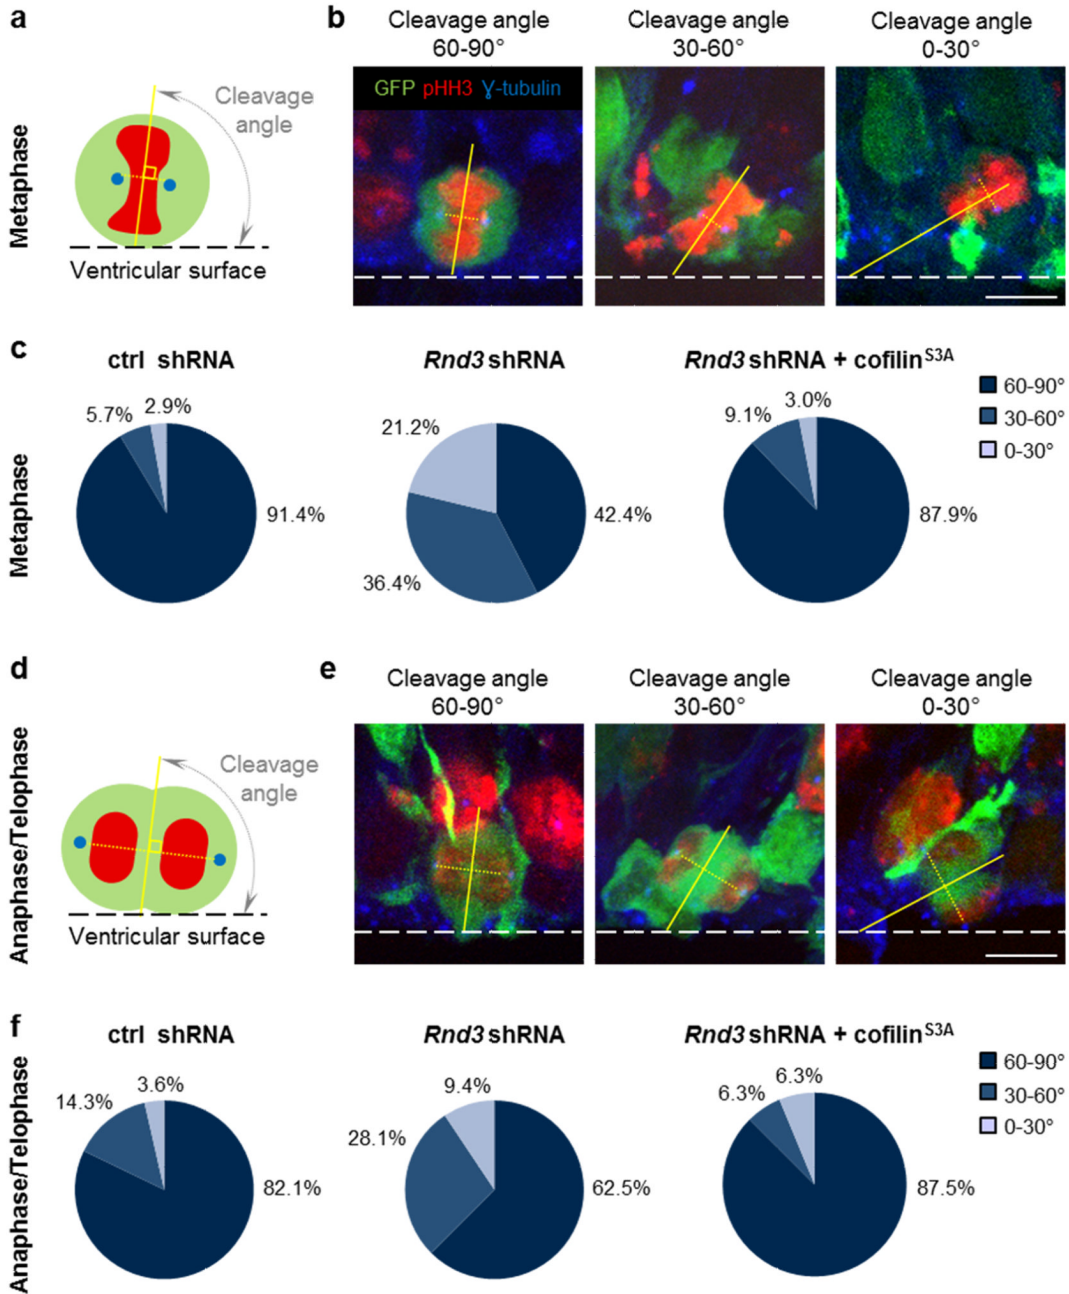 a
Metaphase
Cleavage
angle
Ventricular surface
b
Cleavage angle
60-90°
Cleavage angle
30-60°
Cleavage angle
0-30°
GFP pHH3 Ɣ-tubulin
c
Metaphase
ctrl shRNA
5.7% 2.9%
91.4%
Rnd3 shRNA
21.2%
42.4%
36.4%
Rnd3 shRNA + cofilin^S3A
9.1% 3.0%
87.9%
60-90°
30-60°
0-30°
d
Anaphase/Telophase
Cleavage
angle
Ventricular surface
e
Cleavage angle
60-90°
Cleavage angle
30-60°
Cleavage angle
0-30°
f
Anaphase/Telophase
ctrl shRNA
14.3% 3.6%
82.1%
Rnd3 shRNA
9.4%
28.1%
62.5%
Rnd3 shRNA + cofilin^S3A
6.3% 6.3%
87.5%
60-90°
30-60°
0-30°